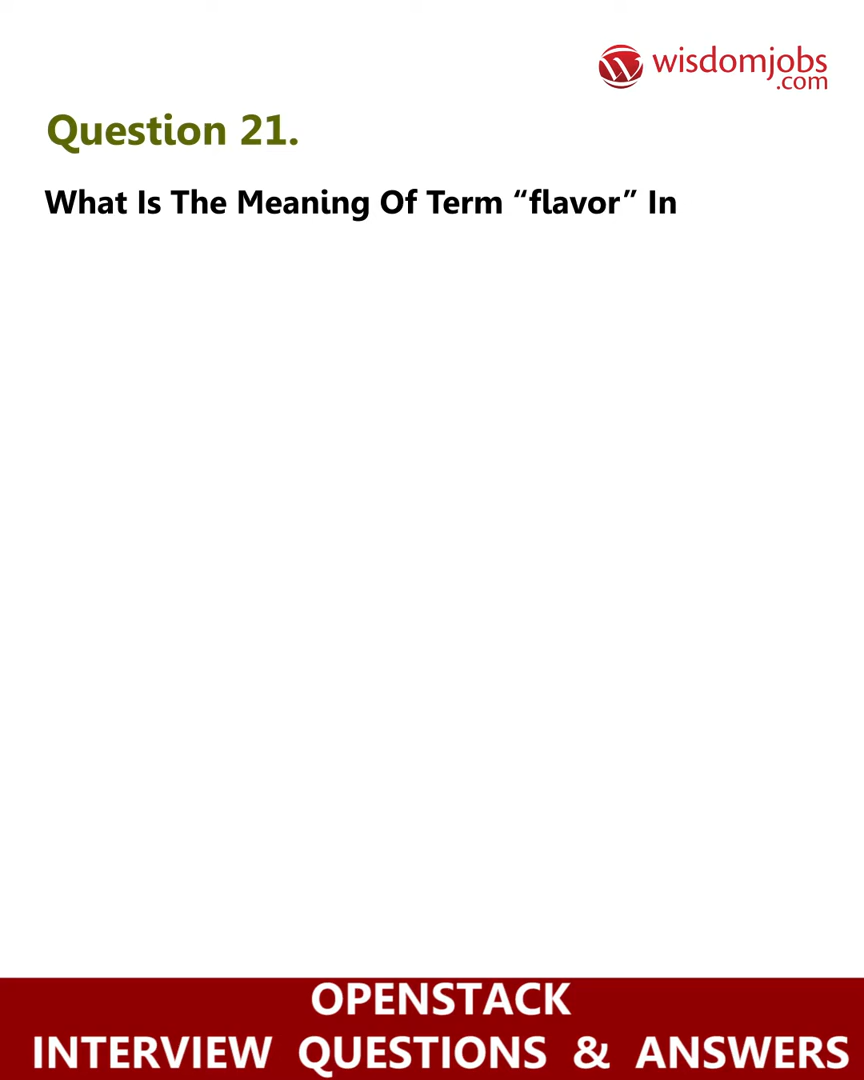 wisdomjobs
.com
Question 21.
What Is The Meaning Of Term “flavor” In
OPENSTACK
INTERVIEW QUESTIONS & ANSWERS